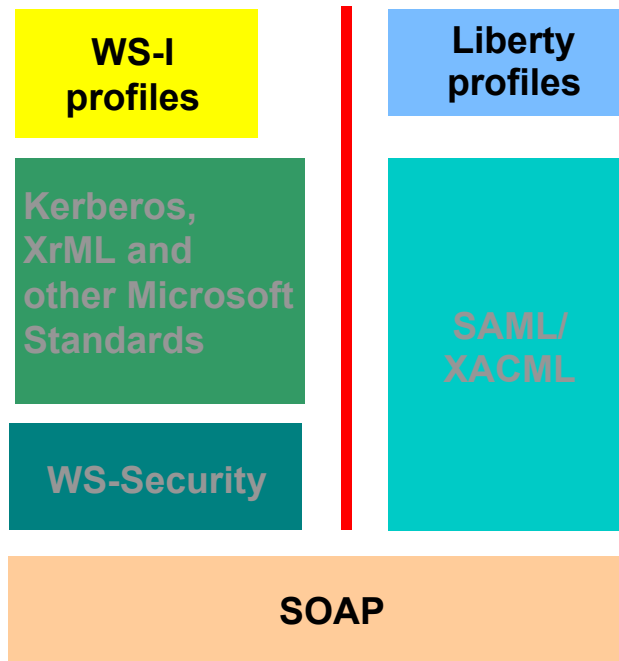 WS-I
profiles
Liberty
profiles
Kerberos,
XrML and
other Microsoft
Standards
SAML/
XACML
WS-Security
SOAP